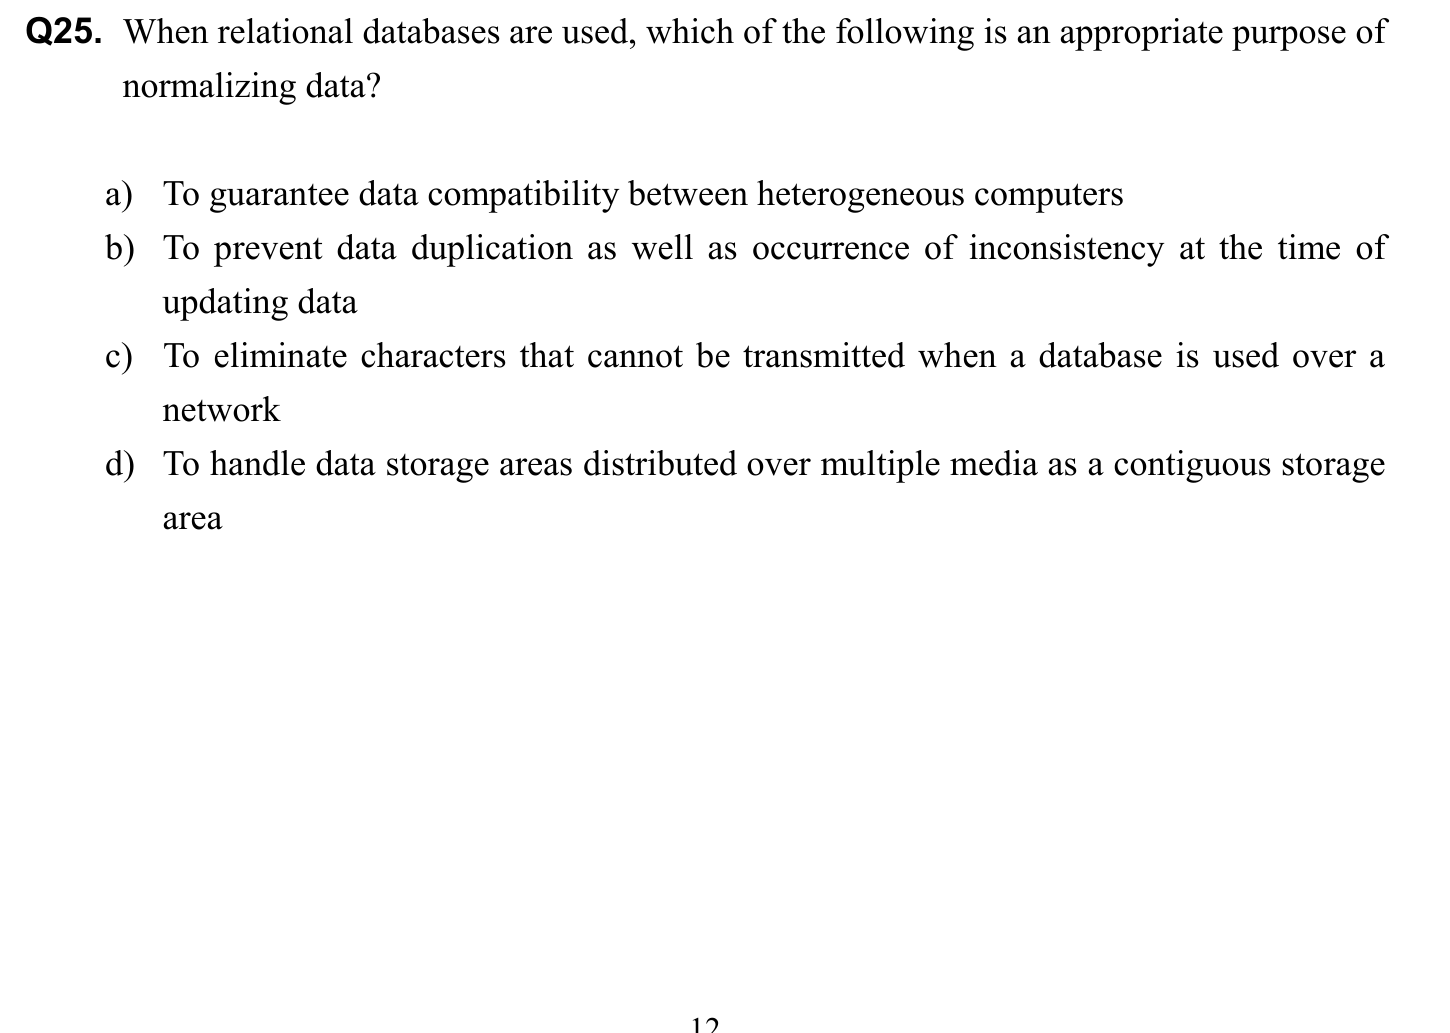 Q25. When relational databases are used, which of the following is an appropriate purpose of
normalizing data?
a) To guarantee data compatibility between heterogeneous computers
b) To prevent data duplication as well as occurrence of inconsistency at the time of
updating data
c) To eliminate characters that cannot be transmitted when a database is used over a
network
d) To handle data storage areas distributed over multiple media as a contiguous storage
area
12